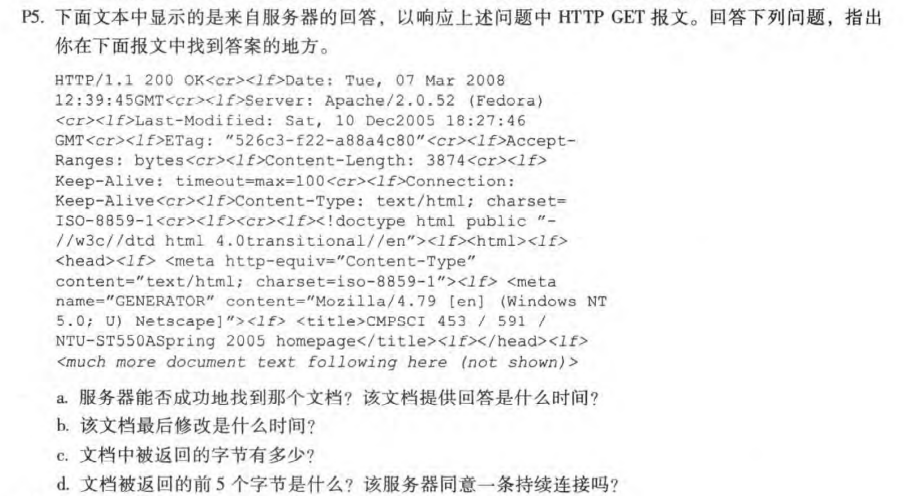 P5. 下面文本中显示的是来自服务器的回答，以响应上述问题中 HTTP GET 报文。回答下列问题，指出
你在下面报文中找到答案的地方。
HTTP/1.1 200 OK<cr><lf>Date: Tue, 07 Mar 2008
12:39:45GMT<cr><lf>Server: Apache/2.0.52 (Fedora)
<cr><lf>Last-Modified: Sat, 10 Dec2005 18:27:46
GMT<cr><lf>ETag: ”526c3-f22-a88a4c80”<cr><lf>Accept-
Ranges: bytes<cr><lf>Content-Length: 3874<cr><lf>
Keep-Alive: timeout=max=100<cr><lf>Connection:
Keep-Alive<cr><lf>Content-Type: text/html; charset=
ISO-8859-1<cr><lf><cr><lf><!doctype html public ”-
//w3c//dtd html 4.0transitional//en”><lf><html><lf>
<head><lf> <meta http-equiv=”Content-Type”
content=”text/html; charset=iso-8859-1”><lf> <meta
name=”GENERATOR” content=”Mozilla/4.79 [en] (Windows NT
5.0; U) Netscape]”><lf> <title>CMPSCI 453 / 591 /
NTU-ST550ASpring 2005 homepage</title><lf></head><lf>
<much more document text following here (not shown)>
a. 服务器能否成功地找到那个文档？该文档提供回答是什么时间？
b. 该文档最后修改是什么时间？
c. 文档中被返回的字节有多少？
d. 文档被返回的前 5 个字节是什么？该服务器同意一条持续连接吗？